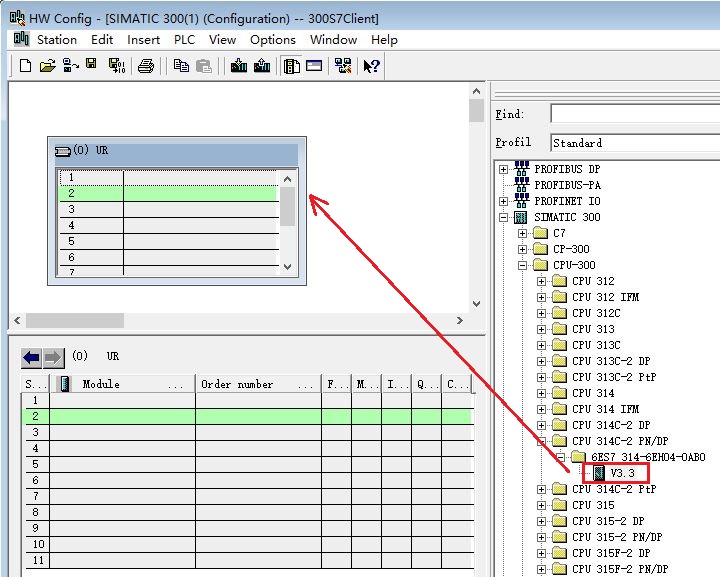 HW Config - [SIMATIC 300(1) (Configuration) -- 300S7Client]
Station Edit Insert PLC View Options Window Help
(0) UR
1
2
3
4
5
6
7
(0) UR
S... Module ... Order number ... F... M... I... Q... C...
1
2
3
4
5
6
7
8
9
10
11
Find:
Profil Standard
PROFIBUS DP
PROFIBUS-PA
PROFINET IO
SIMATIC 300
C7
CP-300
CPU-300
CPU 312
CPU 312 IFM
CPU 312C
CPU 313
CPU 313C
CPU 313C-2 DP
CPU 313C-2 PtP
CPU 314
CPU 314 IFM
CPU 314C-2 DP
CPU 314C-2 PN/DP
6ES7 314-6EH04-0AB0
V3.3
CPU 314C-2 PtP
CPU 315
CPU 315-2 DP
CPU 315-2 PN/DP
CPU 315F-2 DP
CPU 315F-2 PN/DP